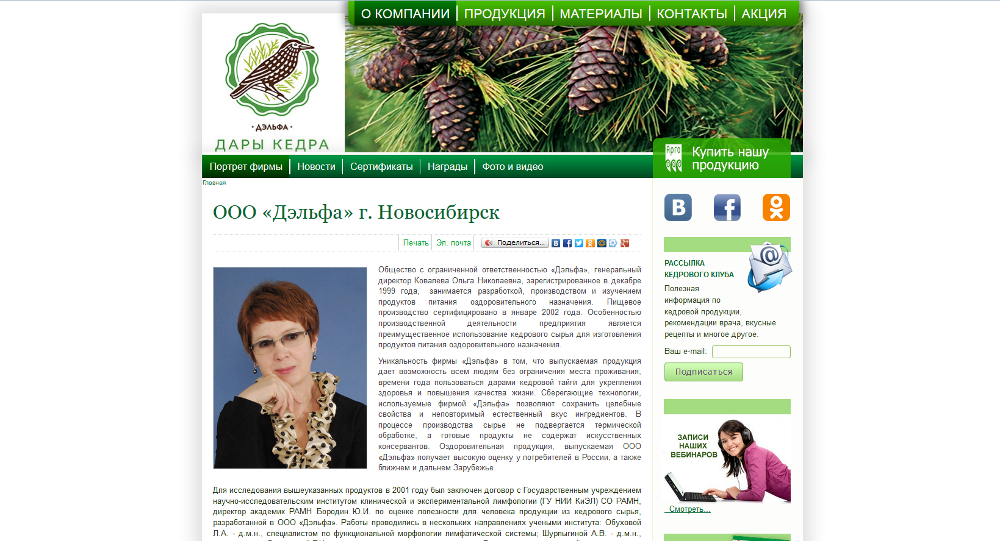 О КОМПАНИИ
ПРОДУКЦИЯ
МАТЕРИАЛЫ
КОНТАКТЫ
АКЦИЯ
• ДЭЛЬФА •
ДАРЫ КЕДРА
Портрет фирмы
Новости
Сертификаты
Награды
Фото и видео
Арго
Купить нашу
продукцию
Главная
ООО «Дэльфа» г. Новосибирск
Печать
Эл. почта
Поделиться...
Общество с ограниченной ответственностью «Дэльфа», генеральный
директор Ковалева Ольга Николаевна, зарегистрированное в декабре
1999 года, занимается разработкой, производством и изучением
продуктов питания оздоровительного назначения. Пищевое
производство сертифицировано в январе 2002 года. Особенностью
производственной деятельности предприятия является
преимущественное использование кедрового сырья для изготовления
продуктов питания оздоровительного назначения.
Уникальность фирмы «Дэльфа» в том, что выпускаемая продукция
дает возможность всем людям без ограничения места проживания,
времени года пользоваться дарами кедровой тайги для укрепления
здоровья и повышения качества жизни. Сберегающие технологии,
используемые фирмой «Дэльфа» позволяют сохранить целебные
свойства и неповторимый естественный вкус ингредиентов. В
процессе производства сырье не подвергается термической
обработке, а готовые продукты не содержат искусственных
консервантов. Оздоровительная продукция, выпускаемая ООО
«Дэльфа» получает высокую оценку у потребителей в России, а также
ближнем и дальнем Зарубежье.
Для исследования вышеуказанных продуктов в 2001 году был заключен договор с Государственным учреждением
научно-исследовательским институтом клинической и экспериментальной лимфологии (ГУ НИИ КиЭЛ) СО РАМН,
директор академик РАМН Бородин Ю.И. по оценке полезности для человека продукции из кедрового сырья,
разработанной в ООО «Дэльфа». Работы проводились в нескольких направлениях учеными института: Обуховой
Л.А. - д.м.н., специалистом по функциональной морфологии лимфатической системы; Шурлыгиной А.В. - д.м.н.,
РАССЫЛКА
КЕДРОВОГО КЛУБА
Полезная
информация по
кедровой продукции,
рекомендации врача, вкусные
рецепты и многое другое.
Ваш e-mail:
Подписаться
ЗАПИСИ
НАШИХ
ВЕБИНАРОВ
Смотреть...